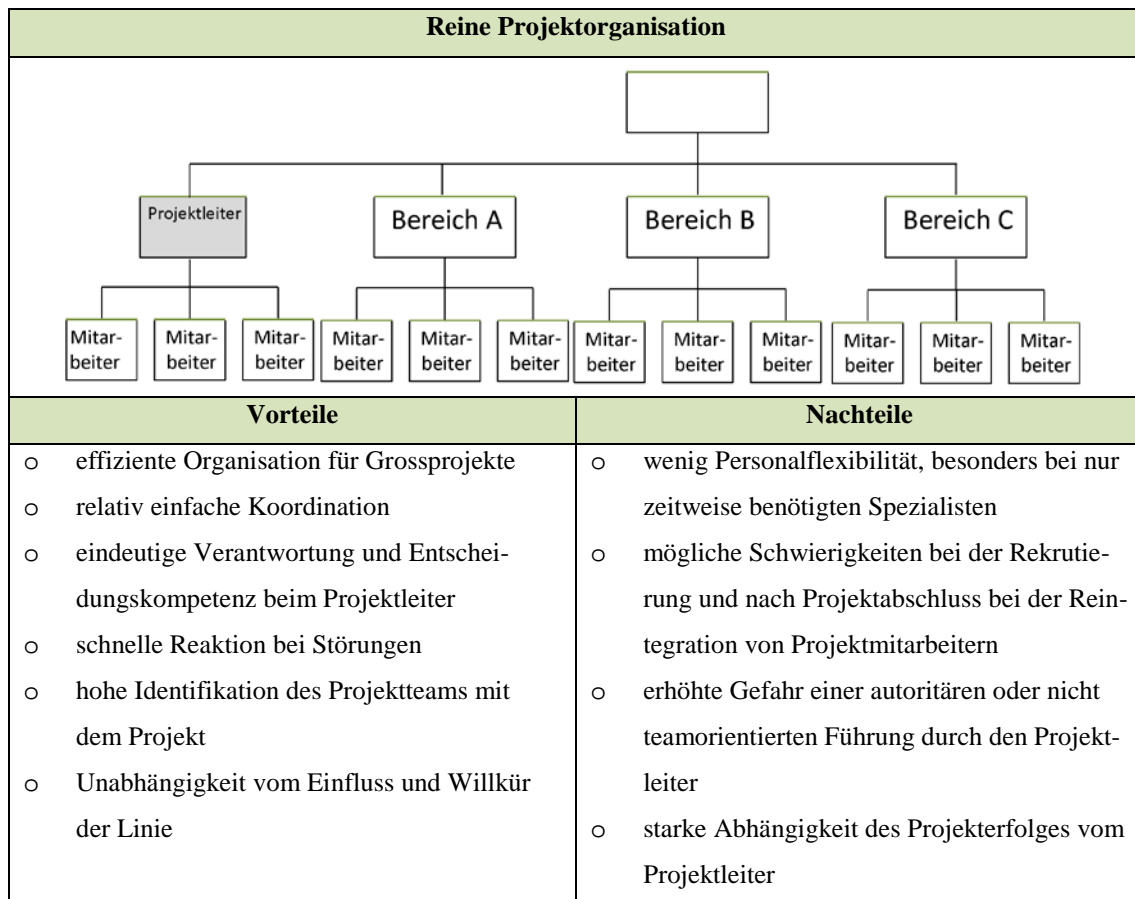 Reine Projektorganisation
Projektleiter
Bereich A
Bereich B
Bereich C
Mitar-
beiter
Mitar-
beiter
Mitar-
beiter
Mitar-
beiter
Mitar-
beiter
Mitar-
beiter
Mitar-
beiter
Mitar-
beiter
Mitar-
beiter
Mitar-
beiter
Mitar-
beiter
Mitar-
beiter
Vorteile
o effiziente Organisation für Grossprojekte
o relativ einfache Koordination
o eindeutige Verantwortung und Entschei-
dungskompetenz beim Projektleiter
o schnelle Reaktion bei Störungen
o hohe Identifikation des Projektteams mit
dem Projekt
o Unabhängigkeit vom Einfluss und Willkür
der Linie
Nachteile
o wenig Personalflexibilität, besonders bei nur
zeitweise benötigten Spezialisten
o mögliche Schwierigkeiten bei der Rekrutie-
rung und nach Projektabschluss bei der Rein-
tegration von Projektmitarbeitern
o erhöhte Gefahr einer autoritären oder nicht
teamorientierten Führung durch den Projekt-
leiter
o starke Abhängigkeit des Projekterfolges vom
Projektleiter